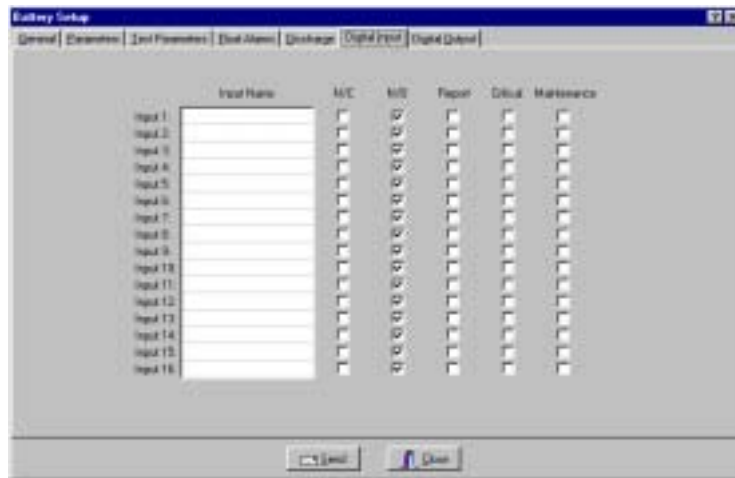 Battery Setup
General Parameters Test Parameters Float Alarms Discharge Digital Input Digital Output
Input Name N/C N/O Report Critical Maintenance
Input 1:
Input 2:
Input 3:
Input 4:
Input 5:
Input 6:
Input 7:
Input 8:
Input 9:
Input 10:
Input 11:
Input 12:
Input 13:
Input 14:
Input 15:
Input 16:
Send Close